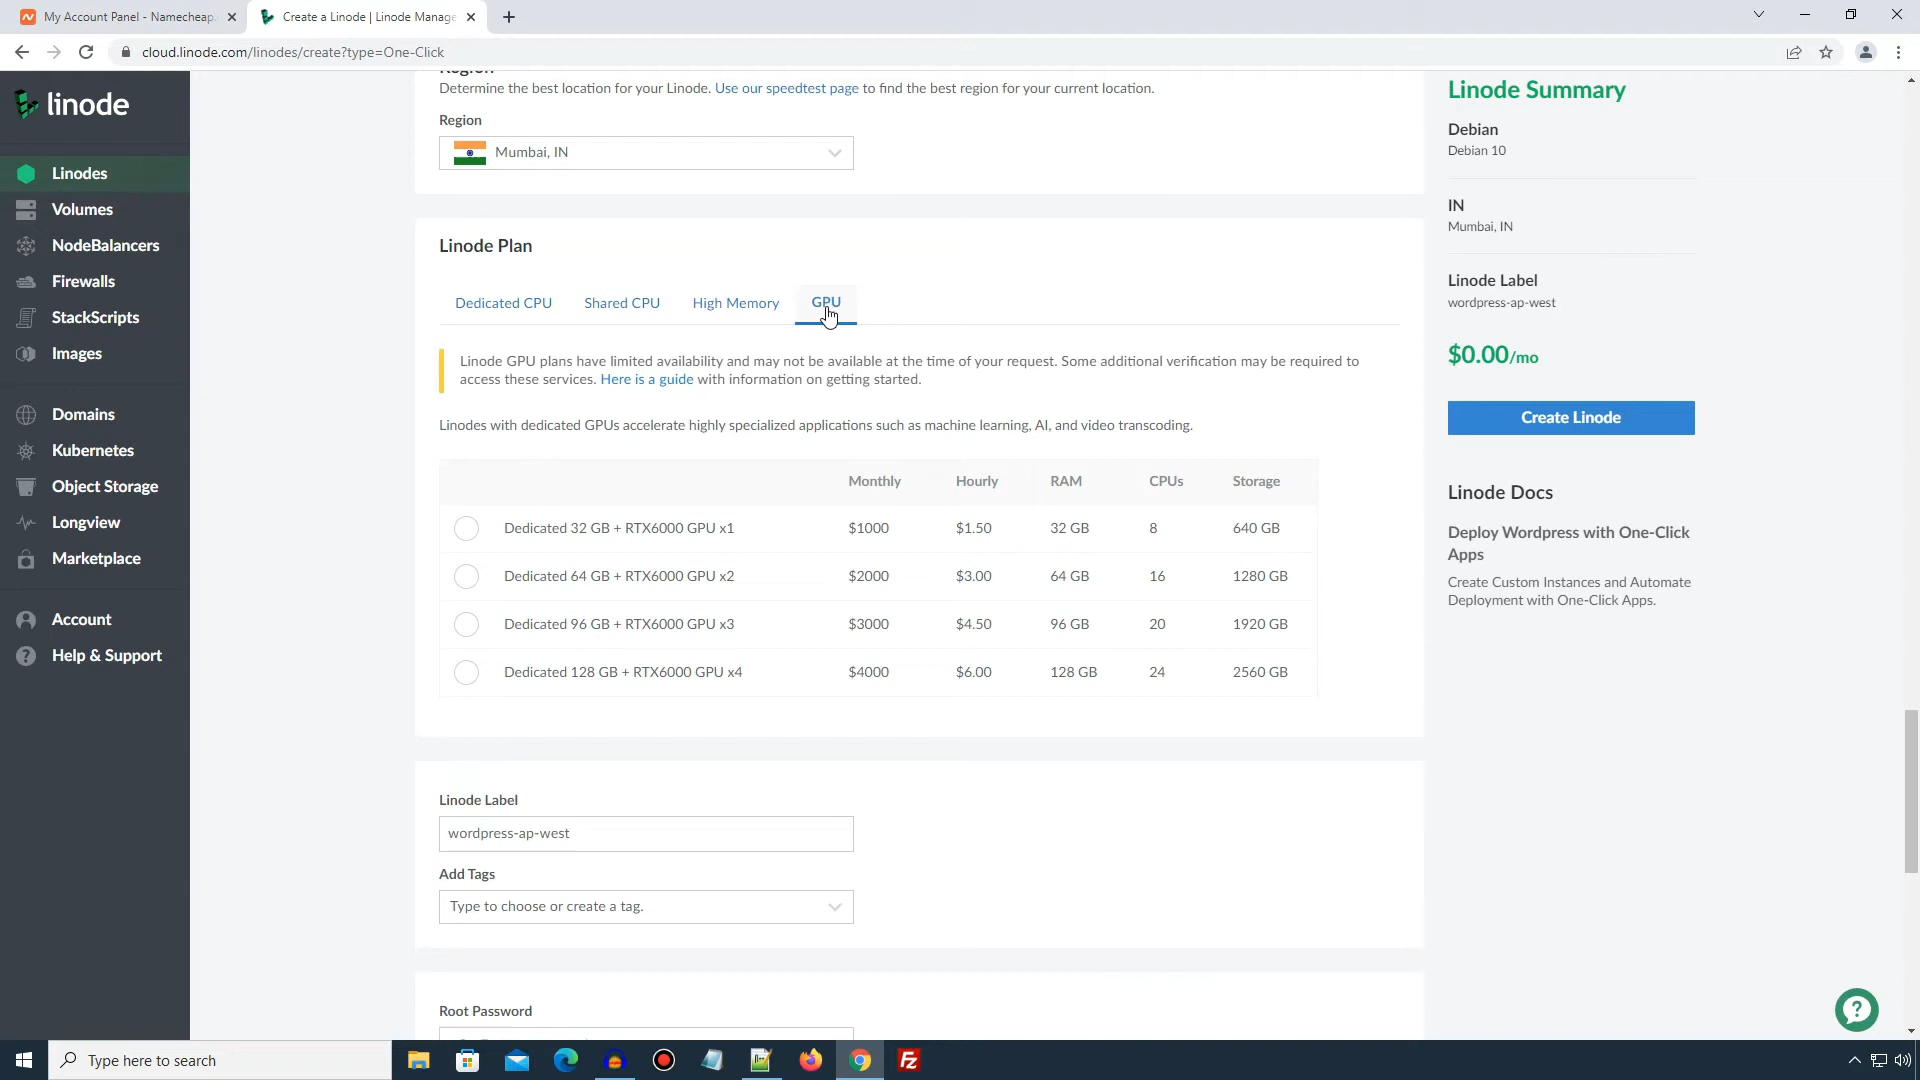 My Account Panel - Namecheap.
Create a Linode | Linode Manage
cloud.linode.com/linodes/create?type=One-Click
linode
Linodes
Volumes
NodeBalancers
Firewalls
StackScripts
Images
Domains
Kubernetes
Object Storage
Longview
Marketplace
Account
Help & Support
Region
Determine the best location for your Linode. Use our speedtest page to find the best region for your current location.
Region
Mumbai, IN
Linode Plan
Dedicated CPU Shared CPU High Memory GPU
Linode GPU plans have limited availability and may not be available at the time of your request. Some additional verification may be required to
access these services. Here is a guide with information on getting started.
Linodes with dedicated GPUs accelerate highly specialized applications such as machine learning, AI, and video transcoding.
Monthly Hourly RAM CPUs Storage
Dedicated 32 GB + RTX6000 GPU x1 $1000 $1.50 32 GB 8 640 GB
Dedicated 64 GB + RTX6000 GPU x2 $2000 $3.00 64 GB 16 1280 GB
Dedicated 96 GB + RTX6000 GPU x3 $3000 $4.50 96 GB 20 1920 GB
Dedicated 128 GB + RTX6000 GPU x4 $4000 $6.00 128 GB 24 2560 GB
Linode Label
wordpress-ap-west
Add Tags
Type to choose or create a tag.
Root Password
Linode Summary
Debian
Debian 10
IN
Mumbai, IN
Linode Label
wordpress-ap-west
$0.00/mo
Create Linode
Linode Docs
Deploy Wordpress with One-Click
Apps
Create Custom Instances and Automate
Deployment with One-Click Apps.
Type here to search